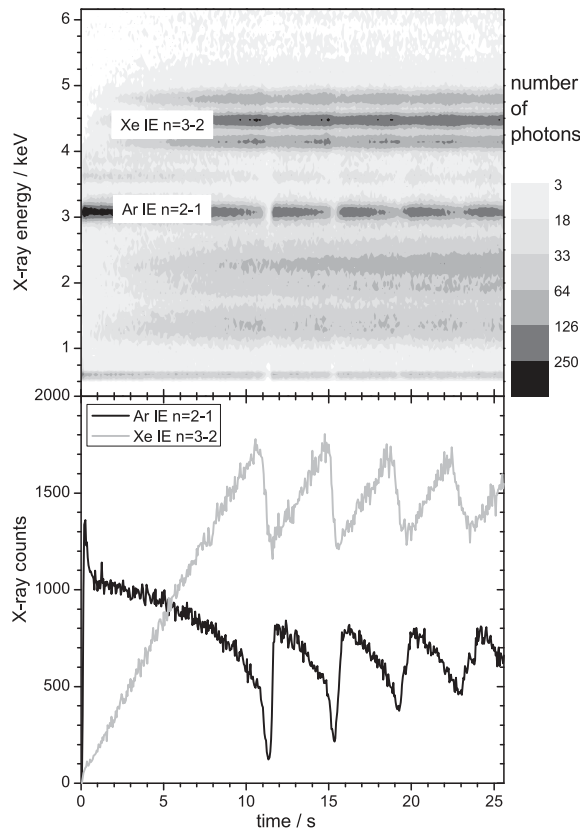 6
5
4
3
2
1
X-ray energy / keV
Xe IE n=3-2
Ar IE n=2-1
number
of
photons
3
18
33
64
126
250
2000
1500
1000
500
0
X-ray counts
Ar IE n=2-1
Xe IE n=3-2
0 5 10 15 20 25
time / s